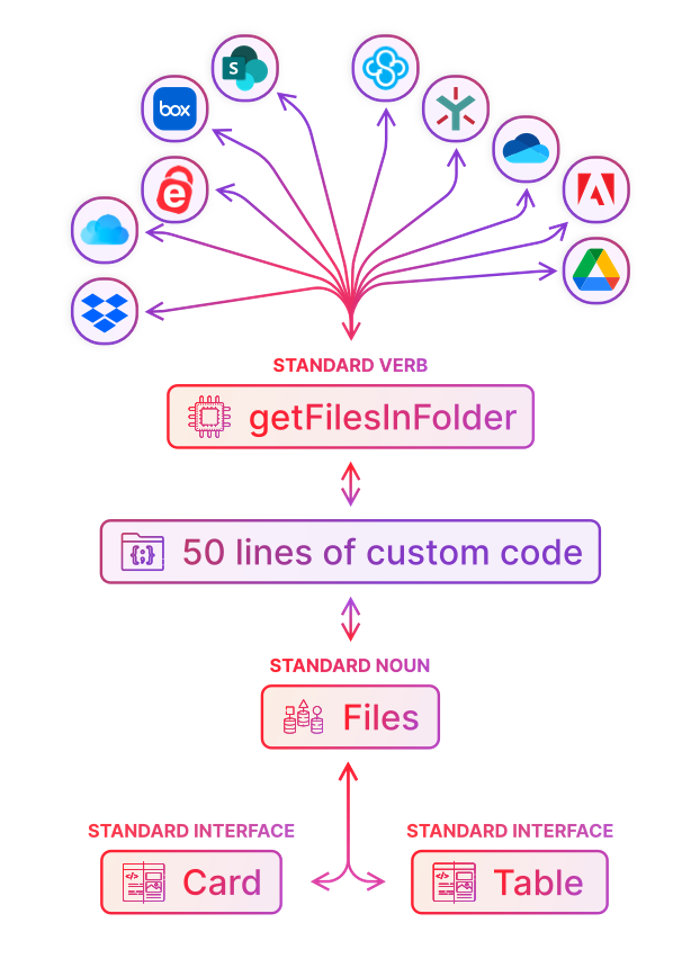 S
box
e
STANDARD VERB
getFilesInFolder
{;} 50 lines of custom code
STANDARD NOUN
Files
STANDARD INTERFACE STANDARD INTERFACE
</> Card </> Table